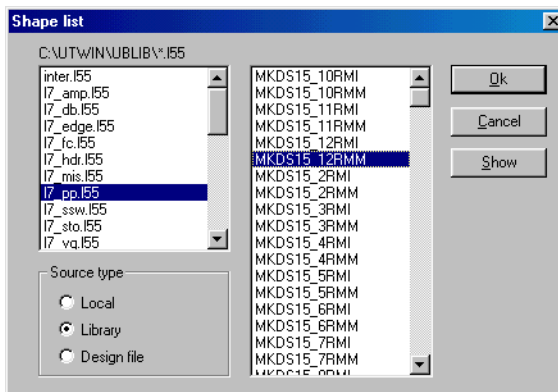 Shape list
C:\UTWIN\UBLIB\*.l55
inter.l55
l7_amp.l55
l7_db.l55
l7_edge.l55
l7_fc.l55
l7_hdr.l55
l7_mis.l55
l7_pp.l55
l7_ssw.l55
l7_sto.l55
l7_vg.l55
MKDS15_10RMI
MKDS15_10RMM
MKDS15_11RMI
MKDS15_11RMM
MKDS15_12RMI
MKDS15_12RMM
MKDS15_2RMI
MKDS15_2RMM
MKDS15_3RMI
MKDS15_3RMM
MKDS15_4RMI
MKDS15_4RMM
MKDS15_5RMI
MKDS15_5RMM
MKDS15_6RMI
MKDS15_6RMM
MKDS15_7RMI
MKDS15_7RMM
Ok
Cancel
Show
Source type
Local
Library
Design file